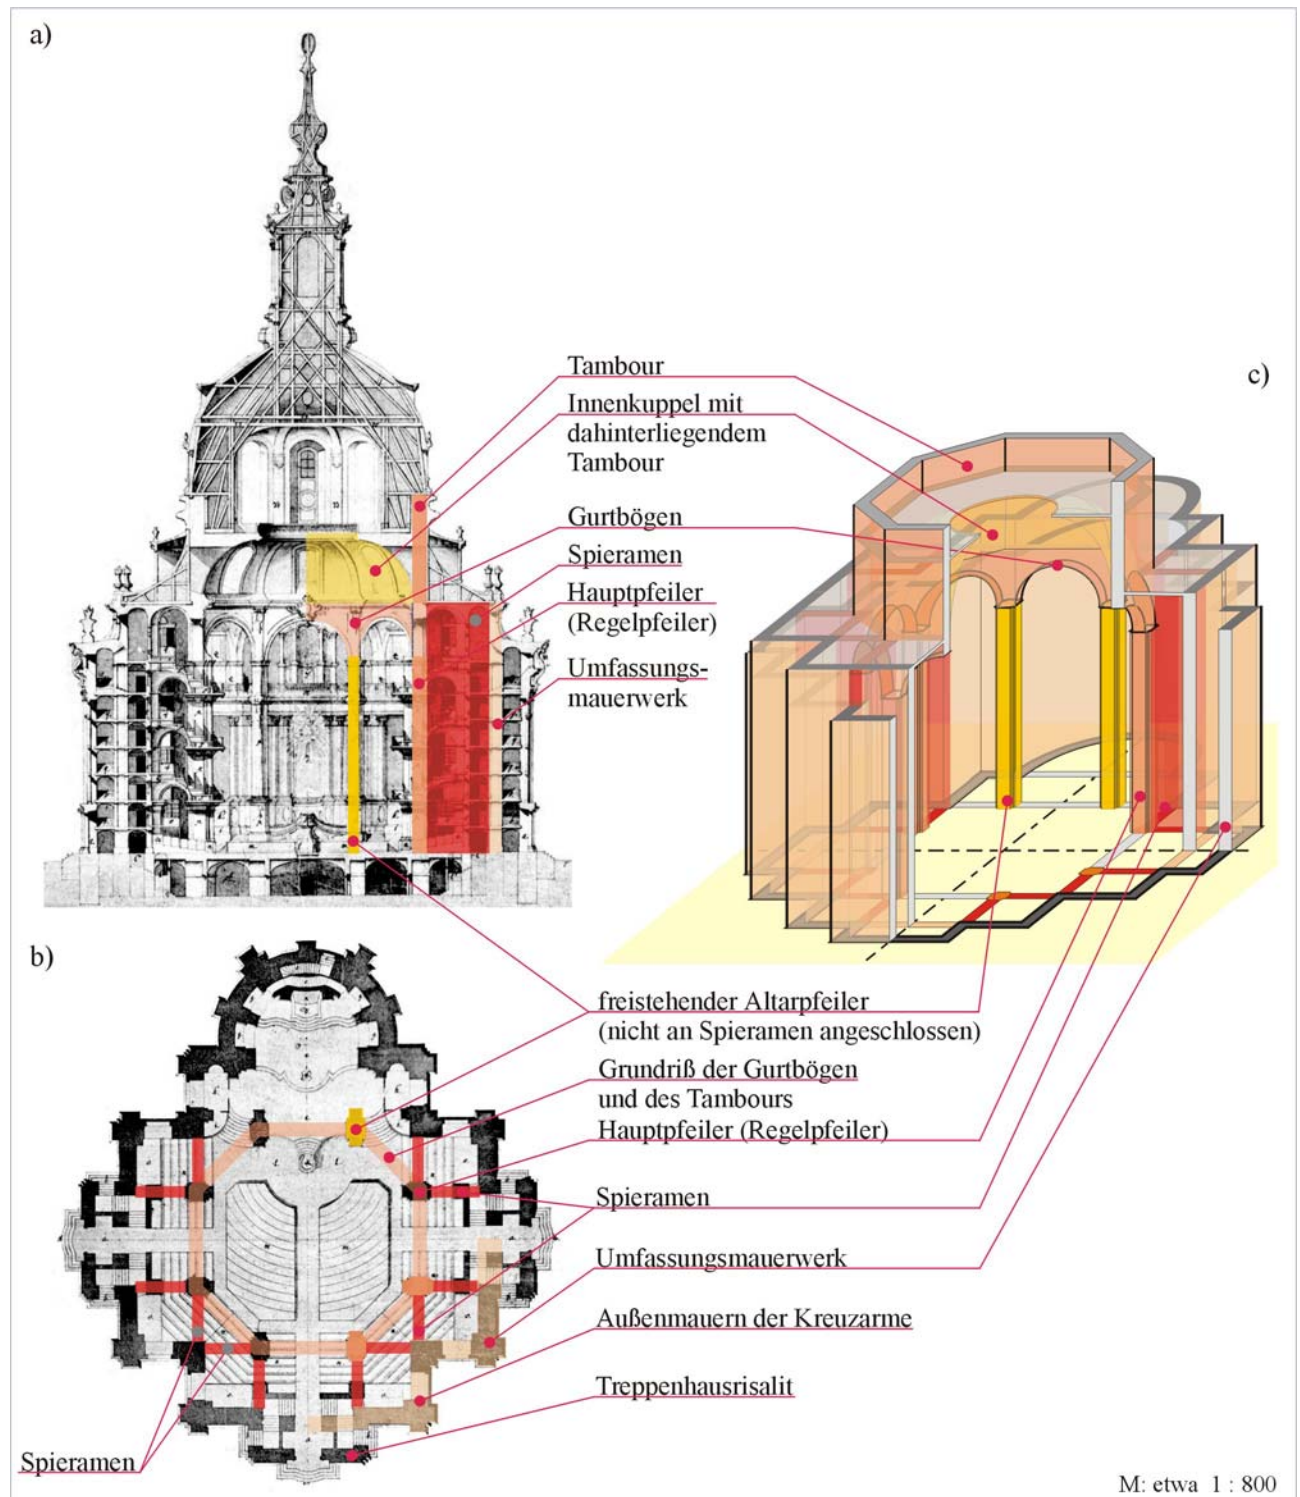 a)
Tambour
c)
Innenkuppel mit
dahinterliegendem
Tambour
Gurtbögen
Spieramen
Hauptpfeiler
(Regelpfeiler)
Umfassungs-
mauerwerk
b)
freistehender Altarpfeiler
(nicht an Spieramen angeschlossen)
Grundriß der Gurtbögen
und des Tambours
Hauptpfeiler (Regelpfeiler)
Spieramen
Umfassungsmauerwerk
Außenmauern der Kreuzarme
Treppenhausrisalit
Spieramen
M: etwa 1 : 800